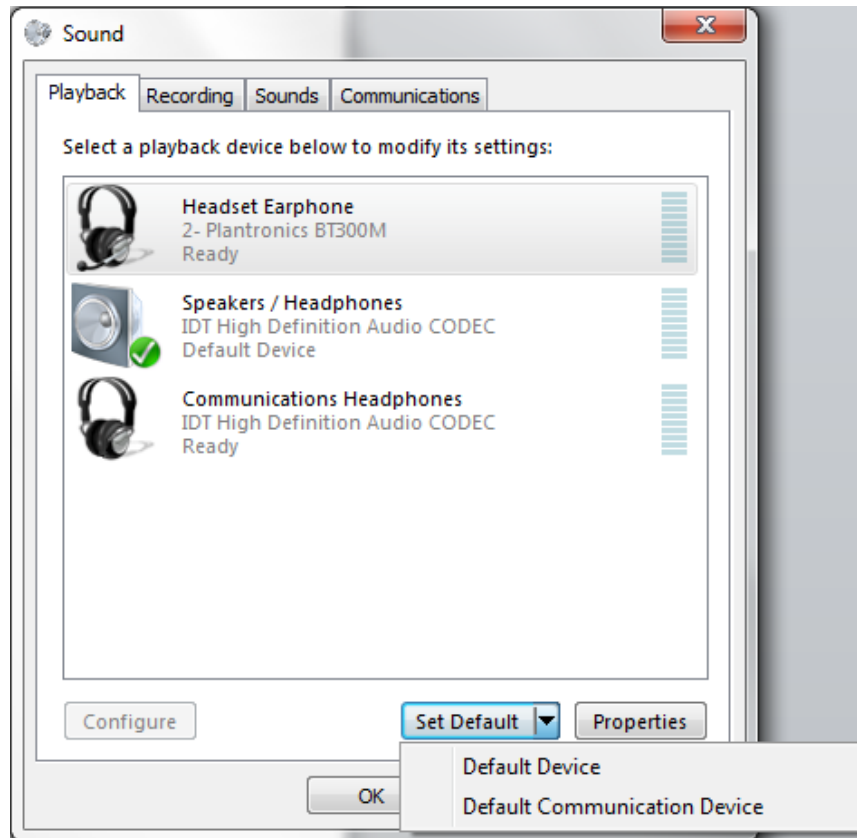 Sound
Playback Recording Sounds Communications
Select a playback device below to modify its settings:
Headset Earphone
2- Plantronics BT300M
Ready
Speakers / Headphones
IDT High Definition Audio CODEC
Default Device
Communications Headphones
IDT High Definition Audio CODEC
Ready
Configure Set Default Properties
Default Device
OK
Default Communication Device